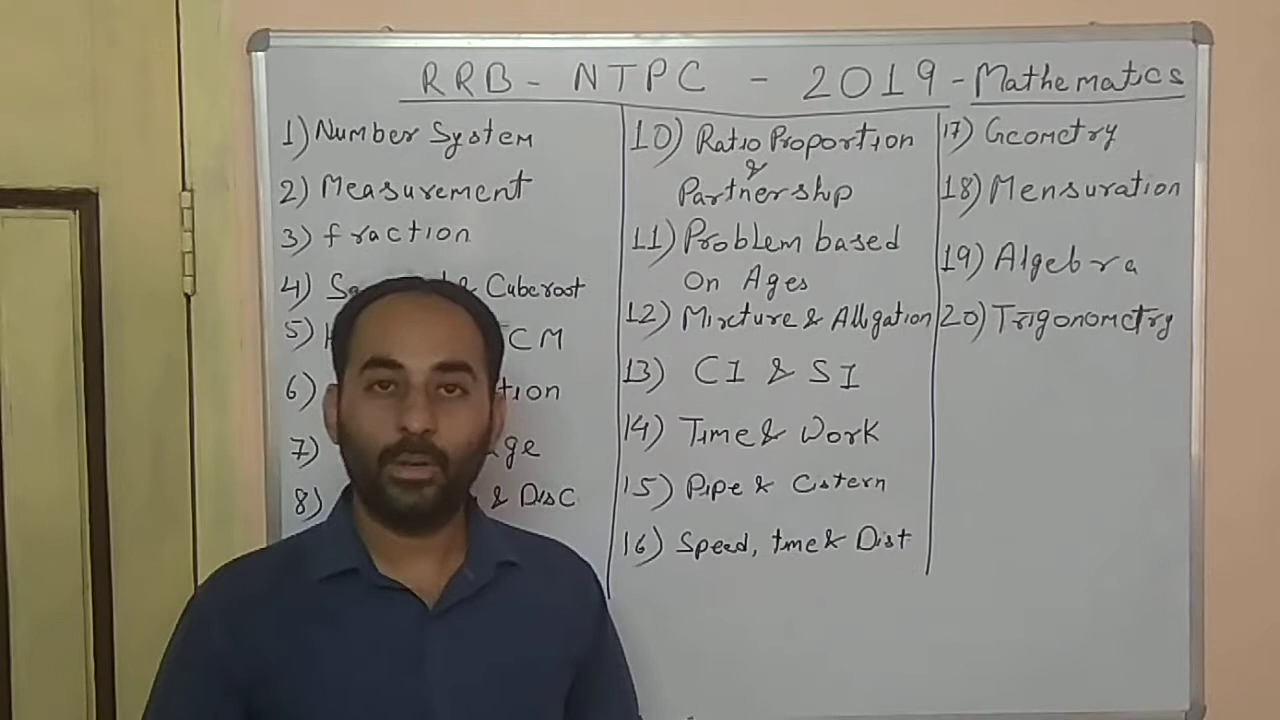 RRB - NTPC - 2019 - Mathematics
1) Number System
2) Measurement
3) fraction
4) & Cuberoot
5) CM
6) tion
7) age
8) & Disc
10) Ratio Proportion
&
Partnership
11) Problem based
On Ages
12) Mixture & Alligation
13) CI & SI
14) Time & Work
15) Pipe & Cistern
16) Speed, time & Dist
17) Geometry
18) Mensuration
19) Algebra
20) Trigonometry